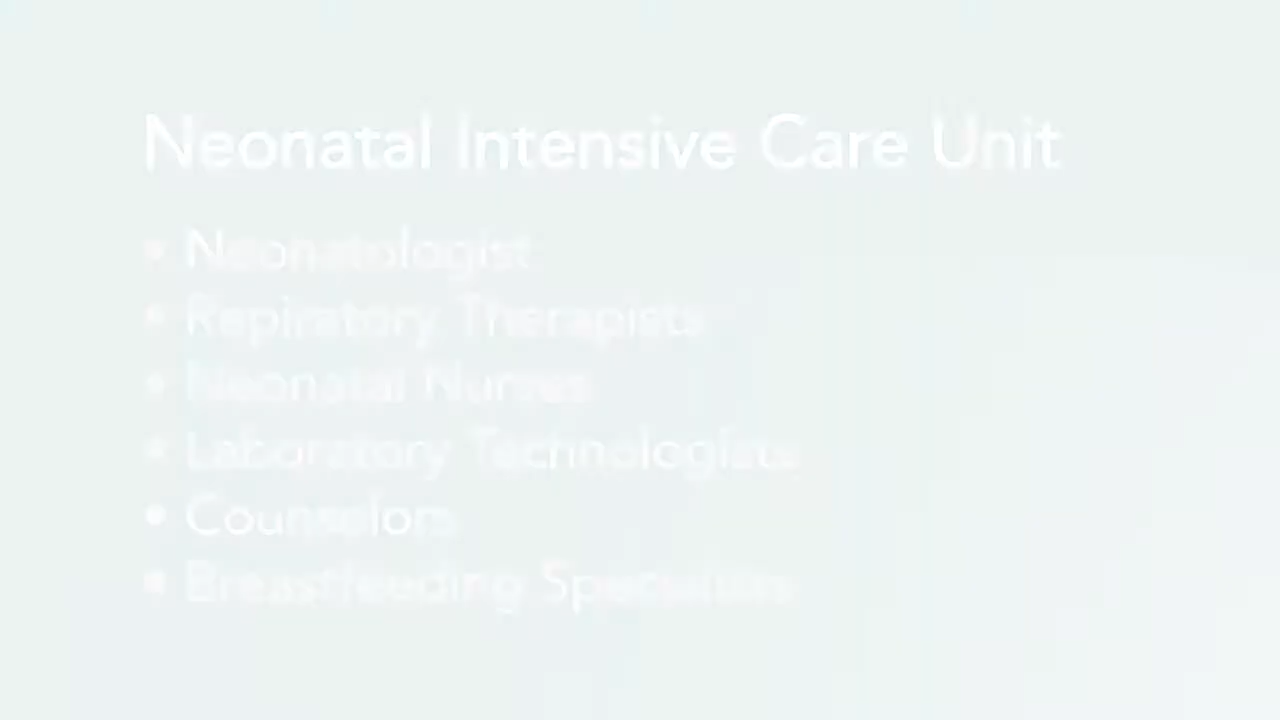 Neonatal Intensive Care Unit
• Neonatologist
• Repiratory Therapists
• Neonatal Nurses
• Laboratory Technologists
• Counselors
• Breastfeeding Specialists